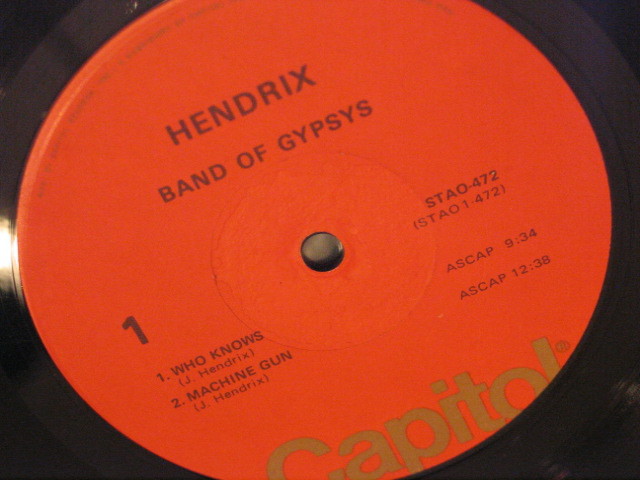 HENDRIX
BAND OF GYPSYS
STAO-472
(STAO1-472)
ASCAP 9:34
ASCAP 12:38
1
1. WHO KNOWS
(J. Hendrix)
2. MACHINE GUN
(J. Hendrix)
Capitol®